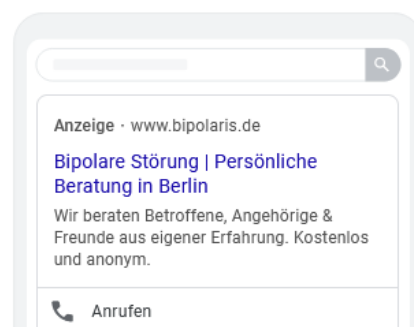 Anzeige · www.bipolaris.de
Bipolare Störung | Persönliche
Beratung in Berlin
Wir beraten Betroffene, Angehörige &
Freunde aus eigener Erfahrung. Kostenlos
und anonym.
Anrufen